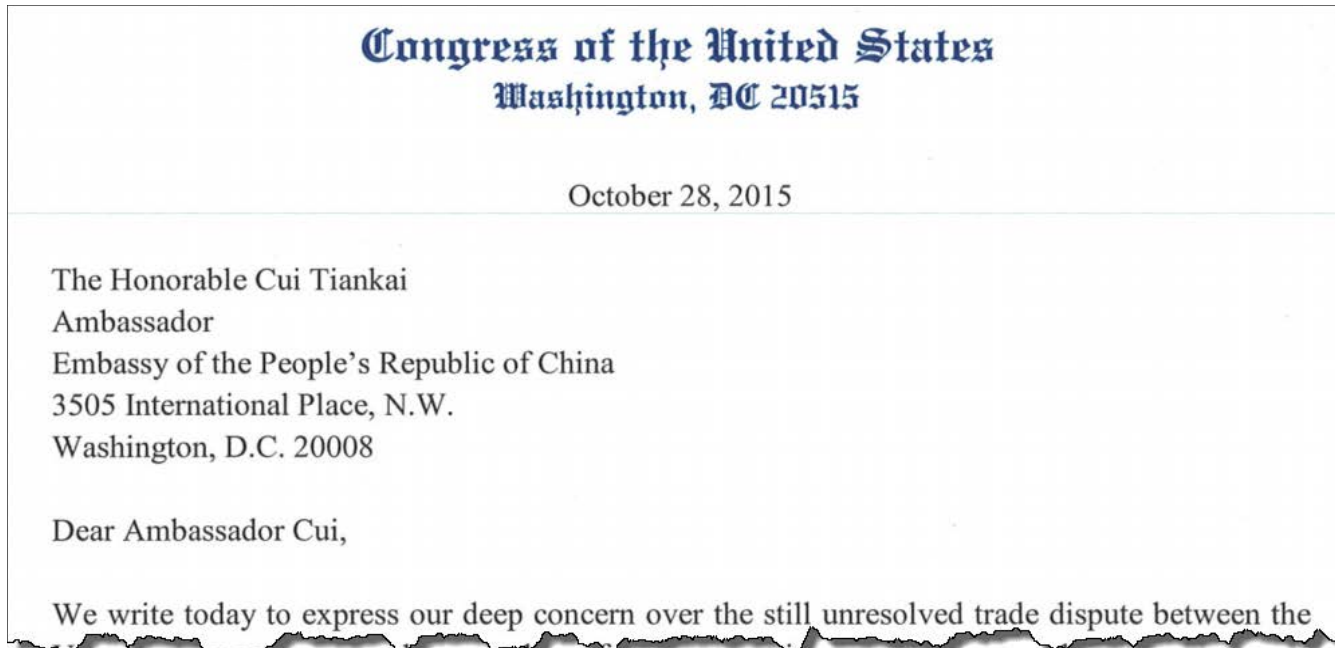 Congress of the United States
Washington, DC 20515
October 28, 2015
The Honorable Cui Tiankai
Ambassador
Embassy of the People’s Republic of China
3505 International Place, N.W.
Washington, D.C. 20008
Dear Ambassador Cui,
We write today to express our deep concern over the still unresolved trade dispute between the